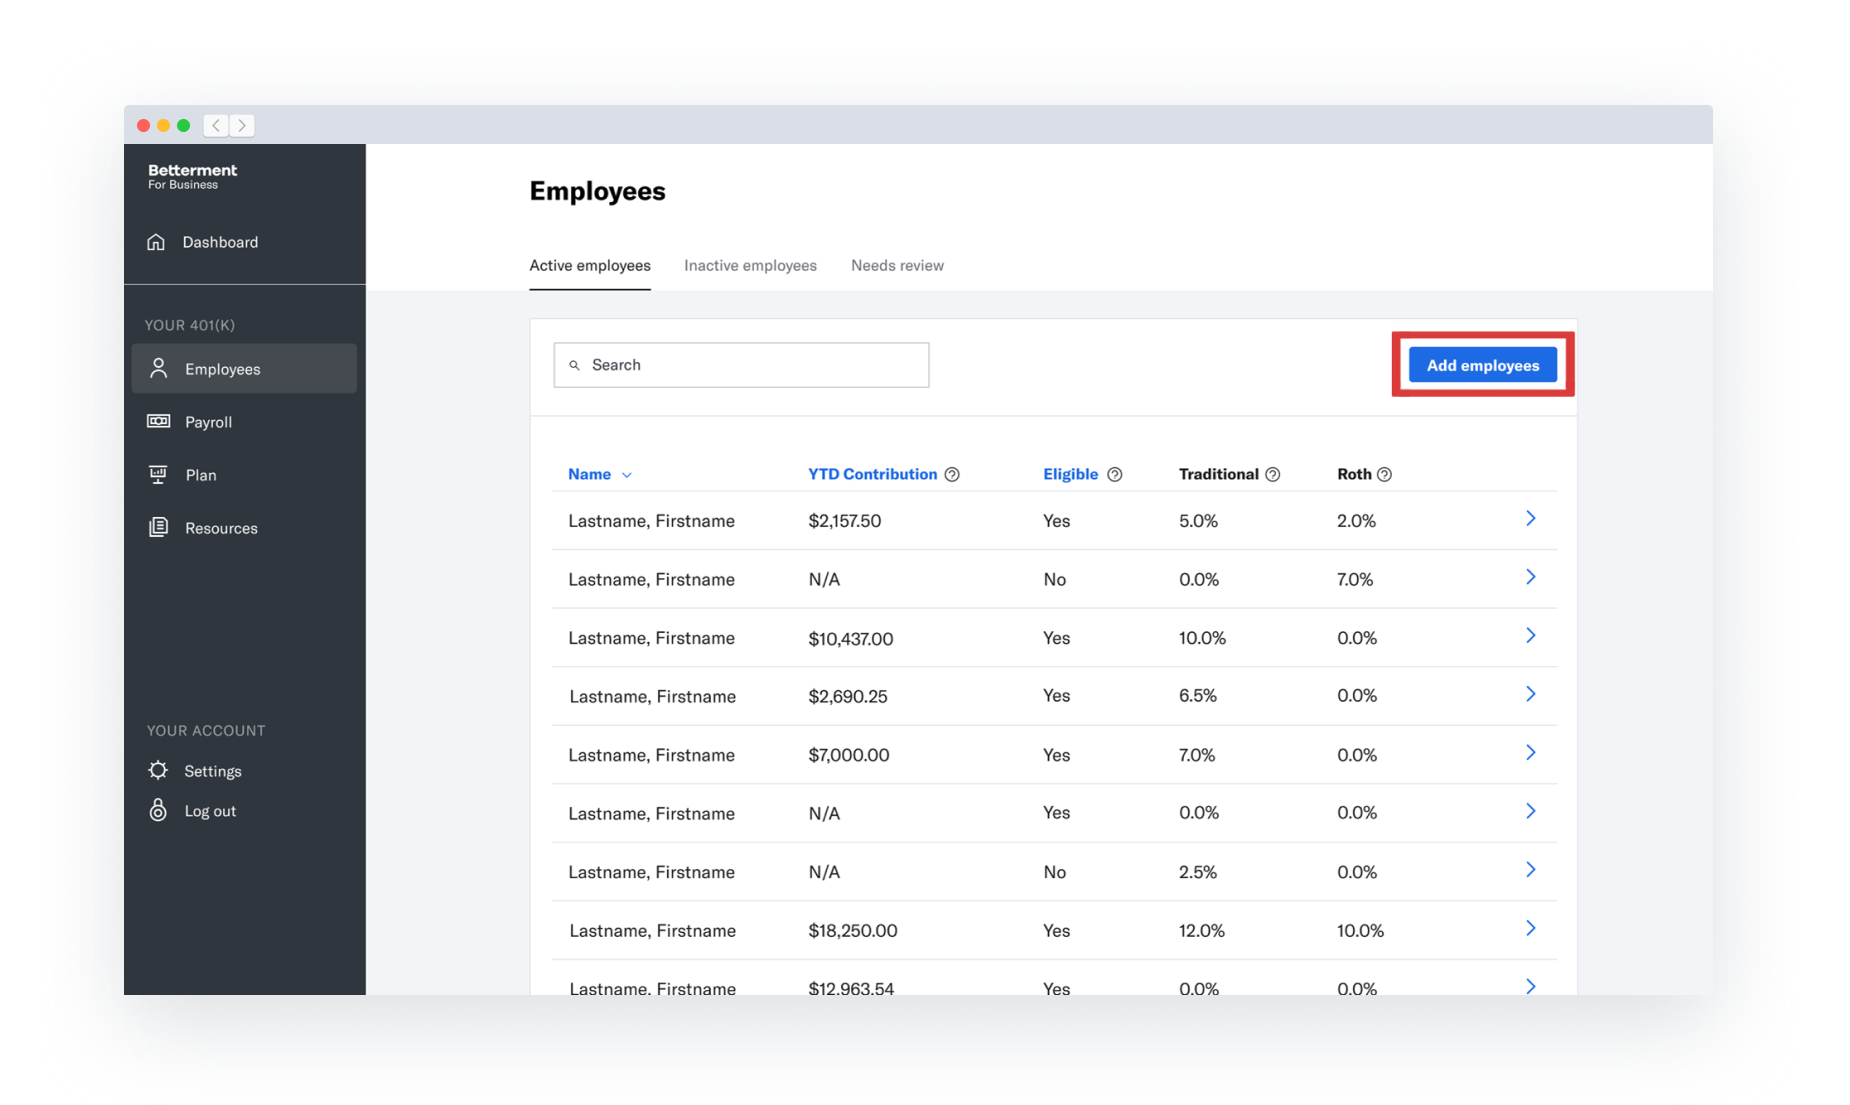 Betterment
For Business
Dashboard
YOUR 401(K)
Employees
Payroll
Plan
Resources
YOUR ACCOUNT
Settings
Log out
Employees
Active employees Inactive employees Needs review
Search
Add employees
Name YTD Contribution Eligible Traditional Roth
Lastname, Firstname $2,157.50 Yes 5.0% 2.0%
Lastname, Firstname N/A No 0.0% 7.0%
Lastname, Firstname $10,437.00 Yes 10.0% 0.0%
Lastname, Firstname $2,690.25 Yes 6.5% 0.0%
Lastname, Firstname $7,000.00 Yes 7.0% 0.0%
Lastname, Firstname N/A Yes 0.0% 0.0%
Lastname, Firstname N/A No 2.5% 0.0%
Lastname, Firstname $18,250.00 Yes 12.0% 10.0%
Lastname, Firstname $12,963.54 Yes 0.0% 0.0%